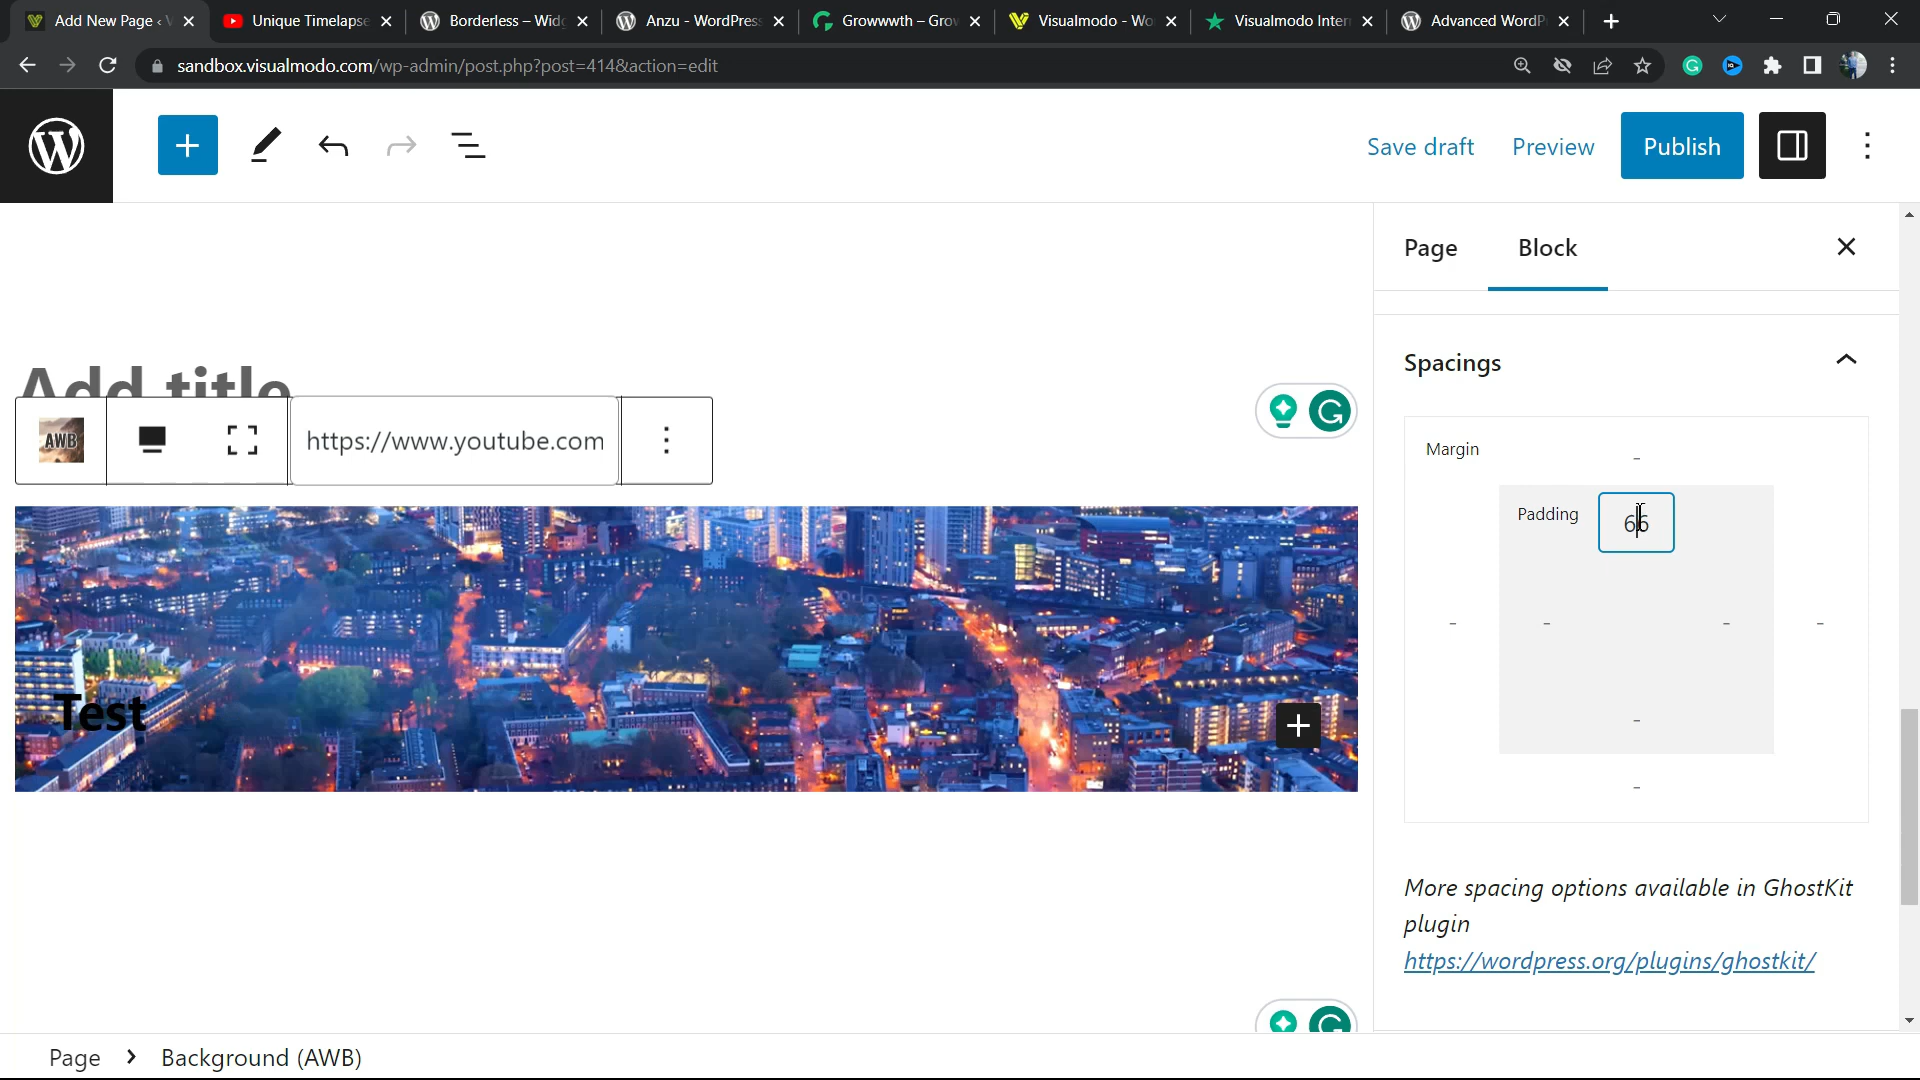 Add New Page ‹ V
Unique Timelapse
Borderless – Widg
Anzu - WordPress
Growwwth – Grow
Visualmodo - Wo
Visualmodo Inter
Advanced WordP
sandbox.visualmodo.com/wp-admin/post.php?post=414&action=edit
Save draft
Preview
Publish
Page
Block
Add title
Spacings
AWB
https://www.youtube.com
Margin
-
Padding
66
- - - -
Test
-
-
More spacing options available in GhostKit
plugin
https://wordpress.org/plugins/ghostkit/
Page › Background (AWB)